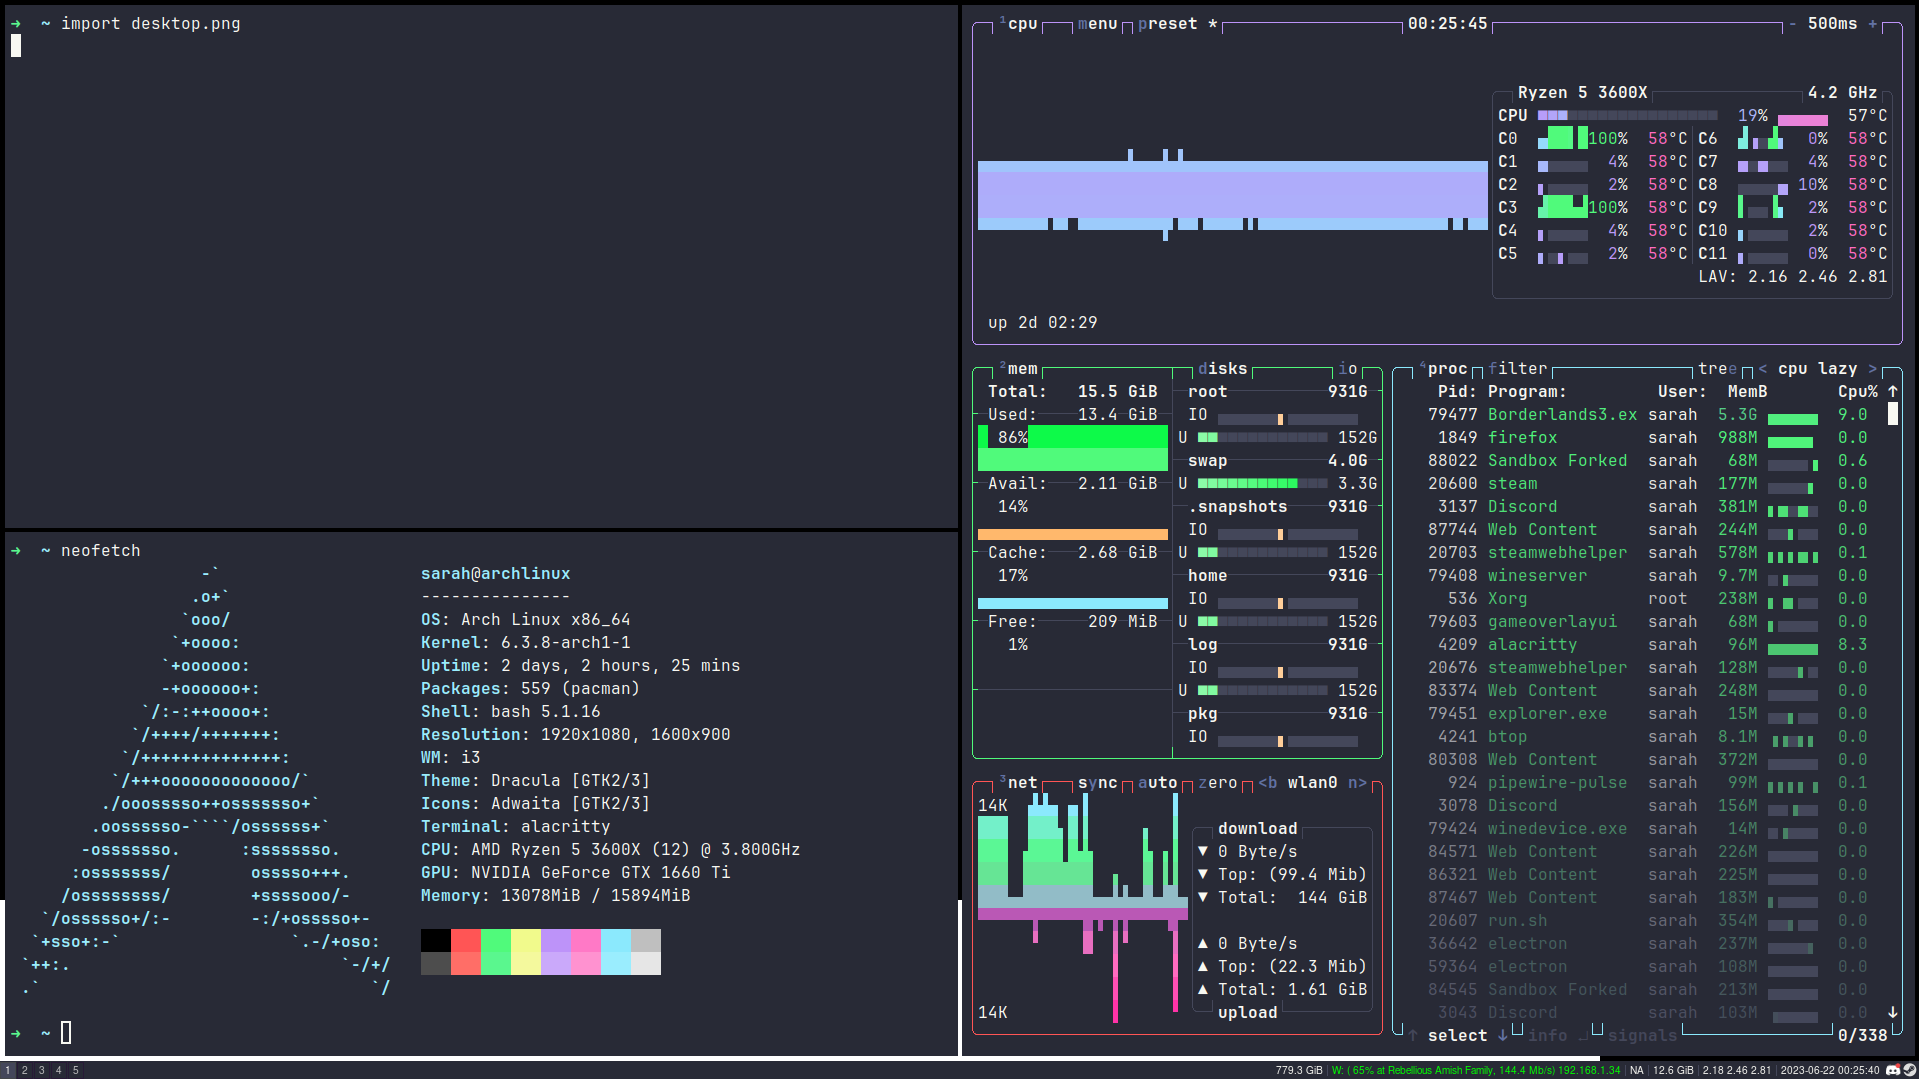 ➜ ~ import desktop.png
➜ ~ neofetch
-`
.o+`
`ooo/
`+oooo:
`+oooooo:
-+oooooo+:
`/:-:++oooo+:
`/++++/+++++++:
`/++++++++++++++:
`/+++ooooooooooooo/`
./ooosssso++osssssso+`
.oossssso-````/ossssss+`
-osssssso. :ssssssso.
:osssssss/ osssso+++.
/ossssssss/ +ssssooo/-
`/ossssso+/:- -:/+osssso+-
`+sso+:-` `.-/+oso:
`++:. `-/+/
.` `/
sarah@archlinux
---------------
OS: Arch Linux x86_64
Kernel: 6.3.8-arch1-1
Uptime: 2 days, 2 hours, 25 mins
Packages: 559 (pacman)
Shell: bash 5.1.16
Resolution: 1920x1080, 1600x900
WM: i3
Theme: Dracula [GTK2/3]
Icons: Adwaita [GTK2/3]
Terminal: alacritty
CPU: AMD Ryzen 5 3600X (12) @ 3.800GHz
GPU: NVIDIA GeForce GTX 1660 Ti
Memory: 13078MiB / 15894MiB
➜ ~
¹cpu menu preset * 00:25:45 - 500ms +
Ryzen 5 3600X 4.2 GHz
CPU 19% 57°C
C0 100% 58°C C6 0% 58°C
C1 4% 58°C C7 4% 58°C
C2 2% 58°C C8 10% 58°C
C3 100% 58°C C9 2% 58°C
C4 4% 58°C C10 2% 58°C
C5 2% 58°C C11 0% 58°C
LAV: 2.16 2.46 2.81
up 2d 02:29
²mem
Total: 15.5 GiB
Used: 13.4 GiB
86%
Avail: 2.11 GiB
14%
Cache: 2.68 GiB
17%
Free: 209 MiB
1%
disks io
root 931G
IO
U 152G
swap 4.0G
U 3.3G
.snapshots 931G
IO
U 152G
home 931G
IO
U 152G
log 931G
IO
U 152G
pkg 931G
IO
³net sync auto zero <b wlan0 n>
14K
download
▼ 0 Byte/s
▼ Top: (99.4 Mib)
▼ Total: 144 GiB
▲ 0 Byte/s
▲ Top: (22.3 Mib)
▲ Total: 1.61 GiB
14K
upload
⁴proc filter tree < cpu lazy >
Pid: Program: User: MemB Cpu% ↑
79477 Borderlands3.ex sarah 5.3G 9.0
1849 firefox sarah 988M 0.0
88022 Sandbox Forked sarah 68M 0.6
20600 steam sarah 177M 0.0
3137 Discord sarah 381M 0.0
87744 Web Content sarah 244M 0.0
20703 steamwebhelper sarah 578M 0.1
79408 wineserver sarah 9.7M 0.0
536 Xorg root 238M 0.0
79603 gameoverlayui sarah 68M 0.0
4209 alacritty sarah 96M 8.3
20676 steamwebhelper sarah 128M 0.0
83374 Web Content sarah 248M 0.0
79451 explorer.exe sarah 15M 0.0
4241 btop sarah 8.1M 0.0
80308 Web Content sarah 372M 0.0
924 pipewire-pulse sarah 99M 0.1
3078 Discord sarah 156M 0.0
79424 winedevice.exe sarah 14M 0.0
84571 Web Content sarah 226M 0.0
86321 Web Content sarah 225M 0.0
87467 Web Content sarah 183M 0.0
20607 run.sh sarah 354M 0.0
36642 electron sarah 237M 0.0
59364 electron sarah 108M 0.0
84545 Sandbox Forked sarah 213M 0.0
3043 Discord sarah 103M 0.0 ↓
↑ select ↓ info ↵ signals 0/338
1 2 3 4 5
779.3 GiB | W: ( 65% at Rebellious Amish Family, 144.4 Mb/s) 192.168.1.34 | NA | 12.6 GiB | 2.18 2.46 2.81 | 2023-06-22 00:25:40